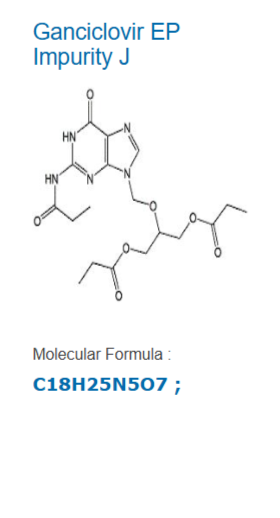 Ganciclovir EP
Impurity J
O
HN
N
HN
N
N
O
O
O
O
O
O
Molecular Formula :
C18H25N5O7 ;